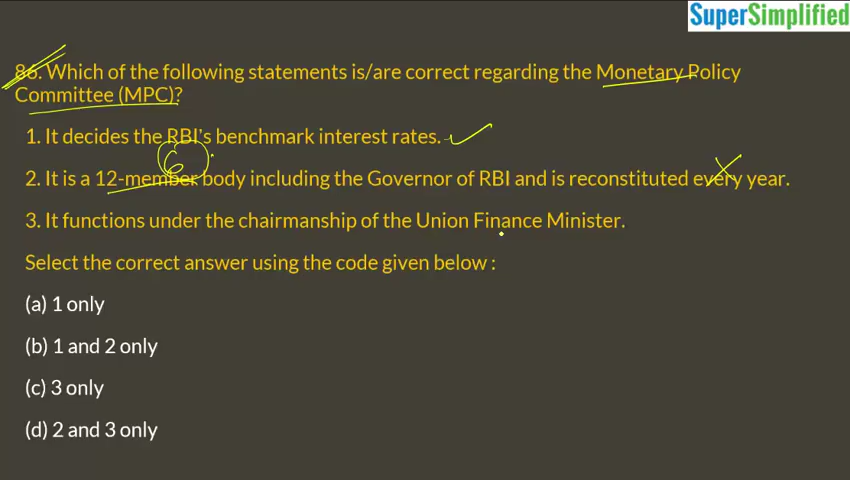 SuperSimplified
86. Which of the following statements is/are correct regarding the Monetary Policy
Committee (MPC)?
1. It decides the RBI's benchmark interest rates.
6
2. It is a 12-member body including the Governor of RBI and is reconstituted every year.
3. It functions under the chairmanship of the Union Finance Minister.
Select the correct answer using the code given below :
(a) 1 only
(b) 1 and 2 only
(c) 3 only
(d) 2 and 3 only